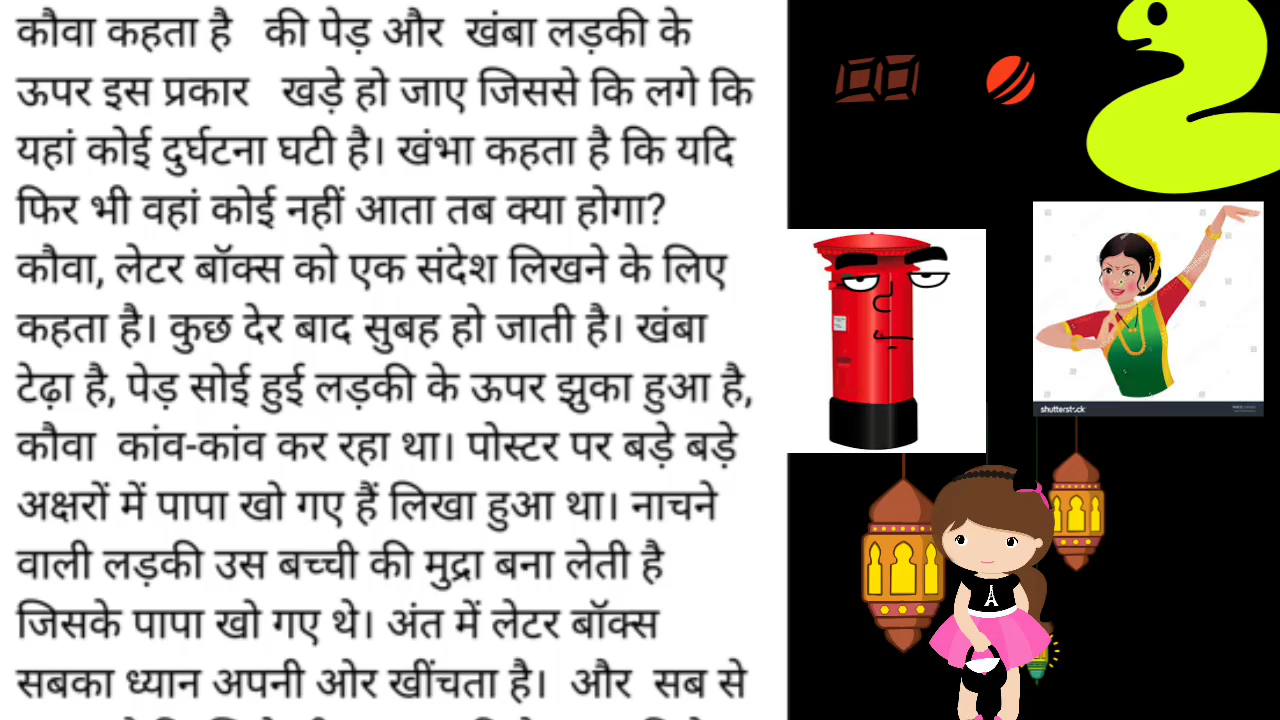 कौवा कहता है की पेड़ और खंबा लड़की के
ऊपर इस प्रकार खड़े हो जाए जिससे कि लगे कि
यहां कोई दुर्घटना घटी है। खंभा कहता है कि यदि
फिर भी वहां कोई नहीं आता तब क्या होगा?
कौवा, लेटर बॉक्स को एक संदेश लिखने के लिए
कहता है। कुछ देर बाद सुबह हो जाती है। खंबा
टेढ़ा है, पेड़ सोई हुई लड़की के ऊपर झुका हुआ है,
कौवा कांव-कांव कर रहा था। पोस्टर पर बड़े बड़े
अक्षरों में पापा खो गए हैं लिखा हुआ था। नाचने
वाली लड़की उस बच्ची की मुद्रा बना लेती है
जिसके पापा खो गए थे। अंत में लेटर बॉक्स
सबका ध्यान अपनी ओर खींचता है। और सब से
shutterstock